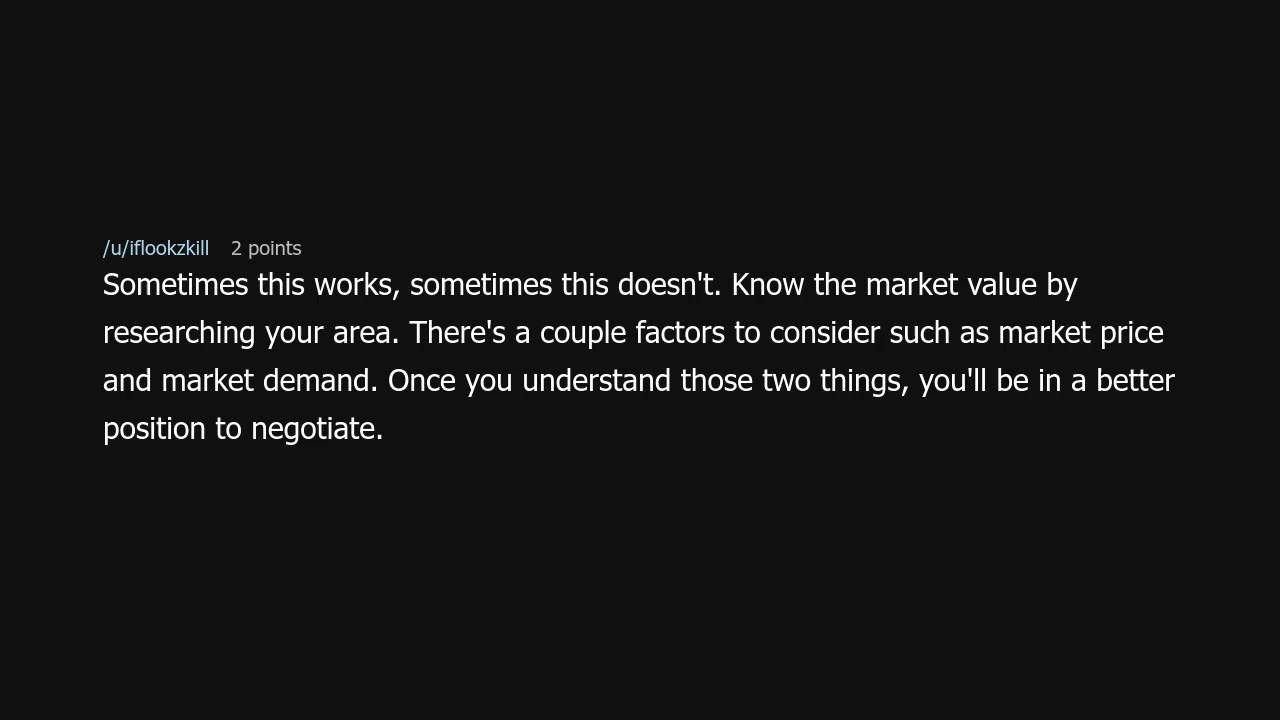 /u/iflookzkill 2 points
Sometimes this works, sometimes this doesn't. Know the market value by
researching your area. There's a couple factors to consider such as market price
and market demand. Once you understand those two things, you'll be in a better
position to negotiate.